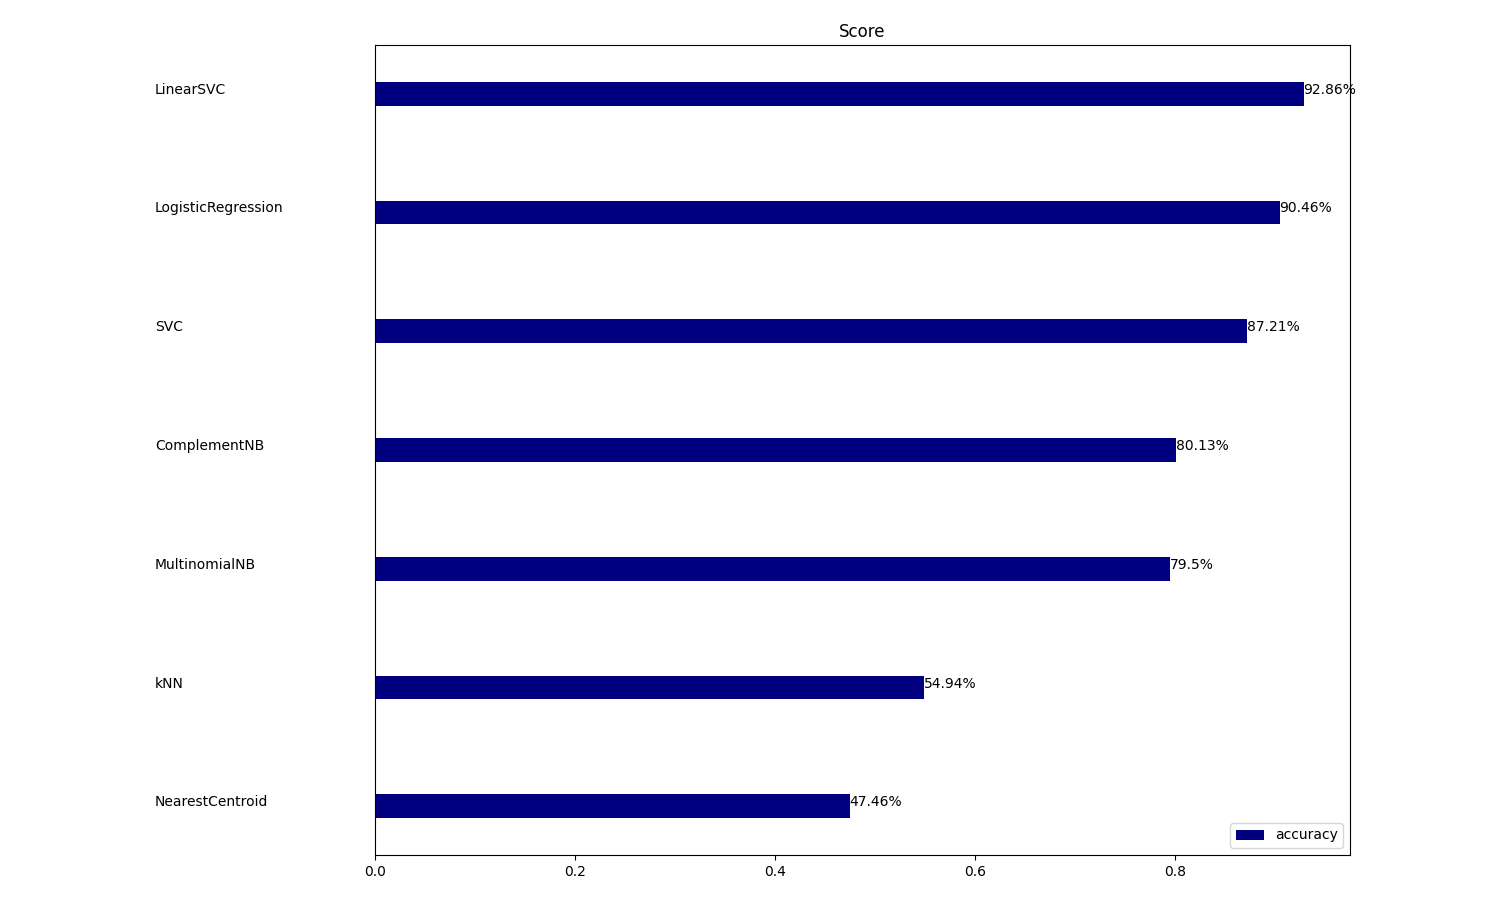 Score
LinearSVC 92.86%
LogisticRegression 90.46%
SVC 87.21%
ComplementNB 80.13%
MultinomialNB 79.5%
kNN 54.94%
NearestCentroid 47.46%
accuracy
0.0 0.2 0.4 0.6 0.8